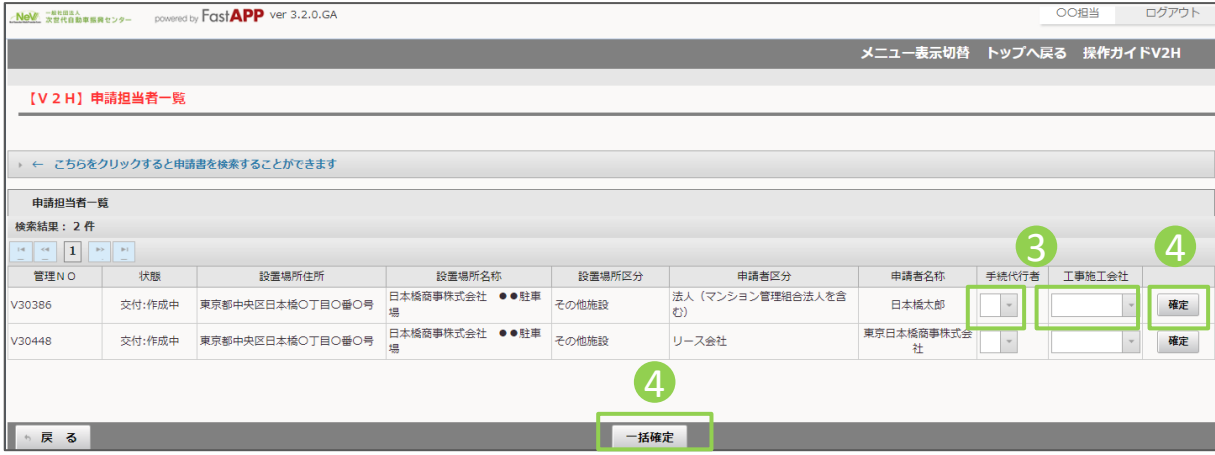 NeV 一般社団法人 次世代自動車振興センター powered by FastAPP ver 3.2.0.GA ○○担当 ログアウト
メニュー表示切替 トップへ戻る 操作ガイドV2H
【V２H】申請担当者一覧
← こちらをクリックすると申請書を検索することができます
申請担当者一覧
検索結果： 2 件
1
3 4
管理ＮＯ 状態 設置場所住所 設置場所名称 設置場所区分 申請者区分 申請者名称 手続代行者 工事施工会社
V30386 交付:作成中 東京都中央区日本橋〇丁目〇番〇号 日本橋商事株式会社 ●●駐車場 その他施設 法人（マンション管理組合法人を含む） 日本橋太郎 確定
V30448 交付:作成中 東京都中央区日本橋〇丁目〇番〇号 日本橋商事株式会社 ●●駐車場 その他施設 リース会社 東京日本橋商事株式会社 確定
4
戻 る 一括確定